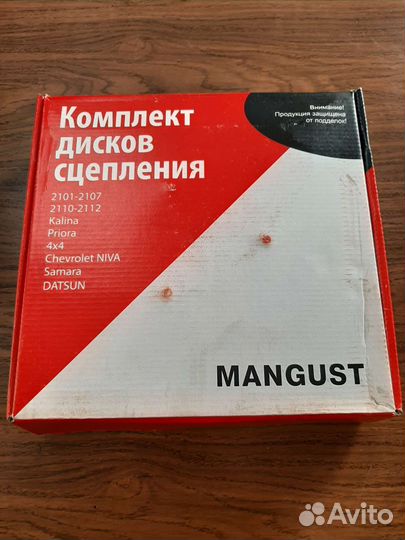 Внимание!
Продукция защищена
от подделок!
Комплект
дисков
сцепления
2101-2107
2110-2112
Kalina
Priora
4x4
Chevrolet NIVA
Samara
DATSUN
MANGUST
Avito